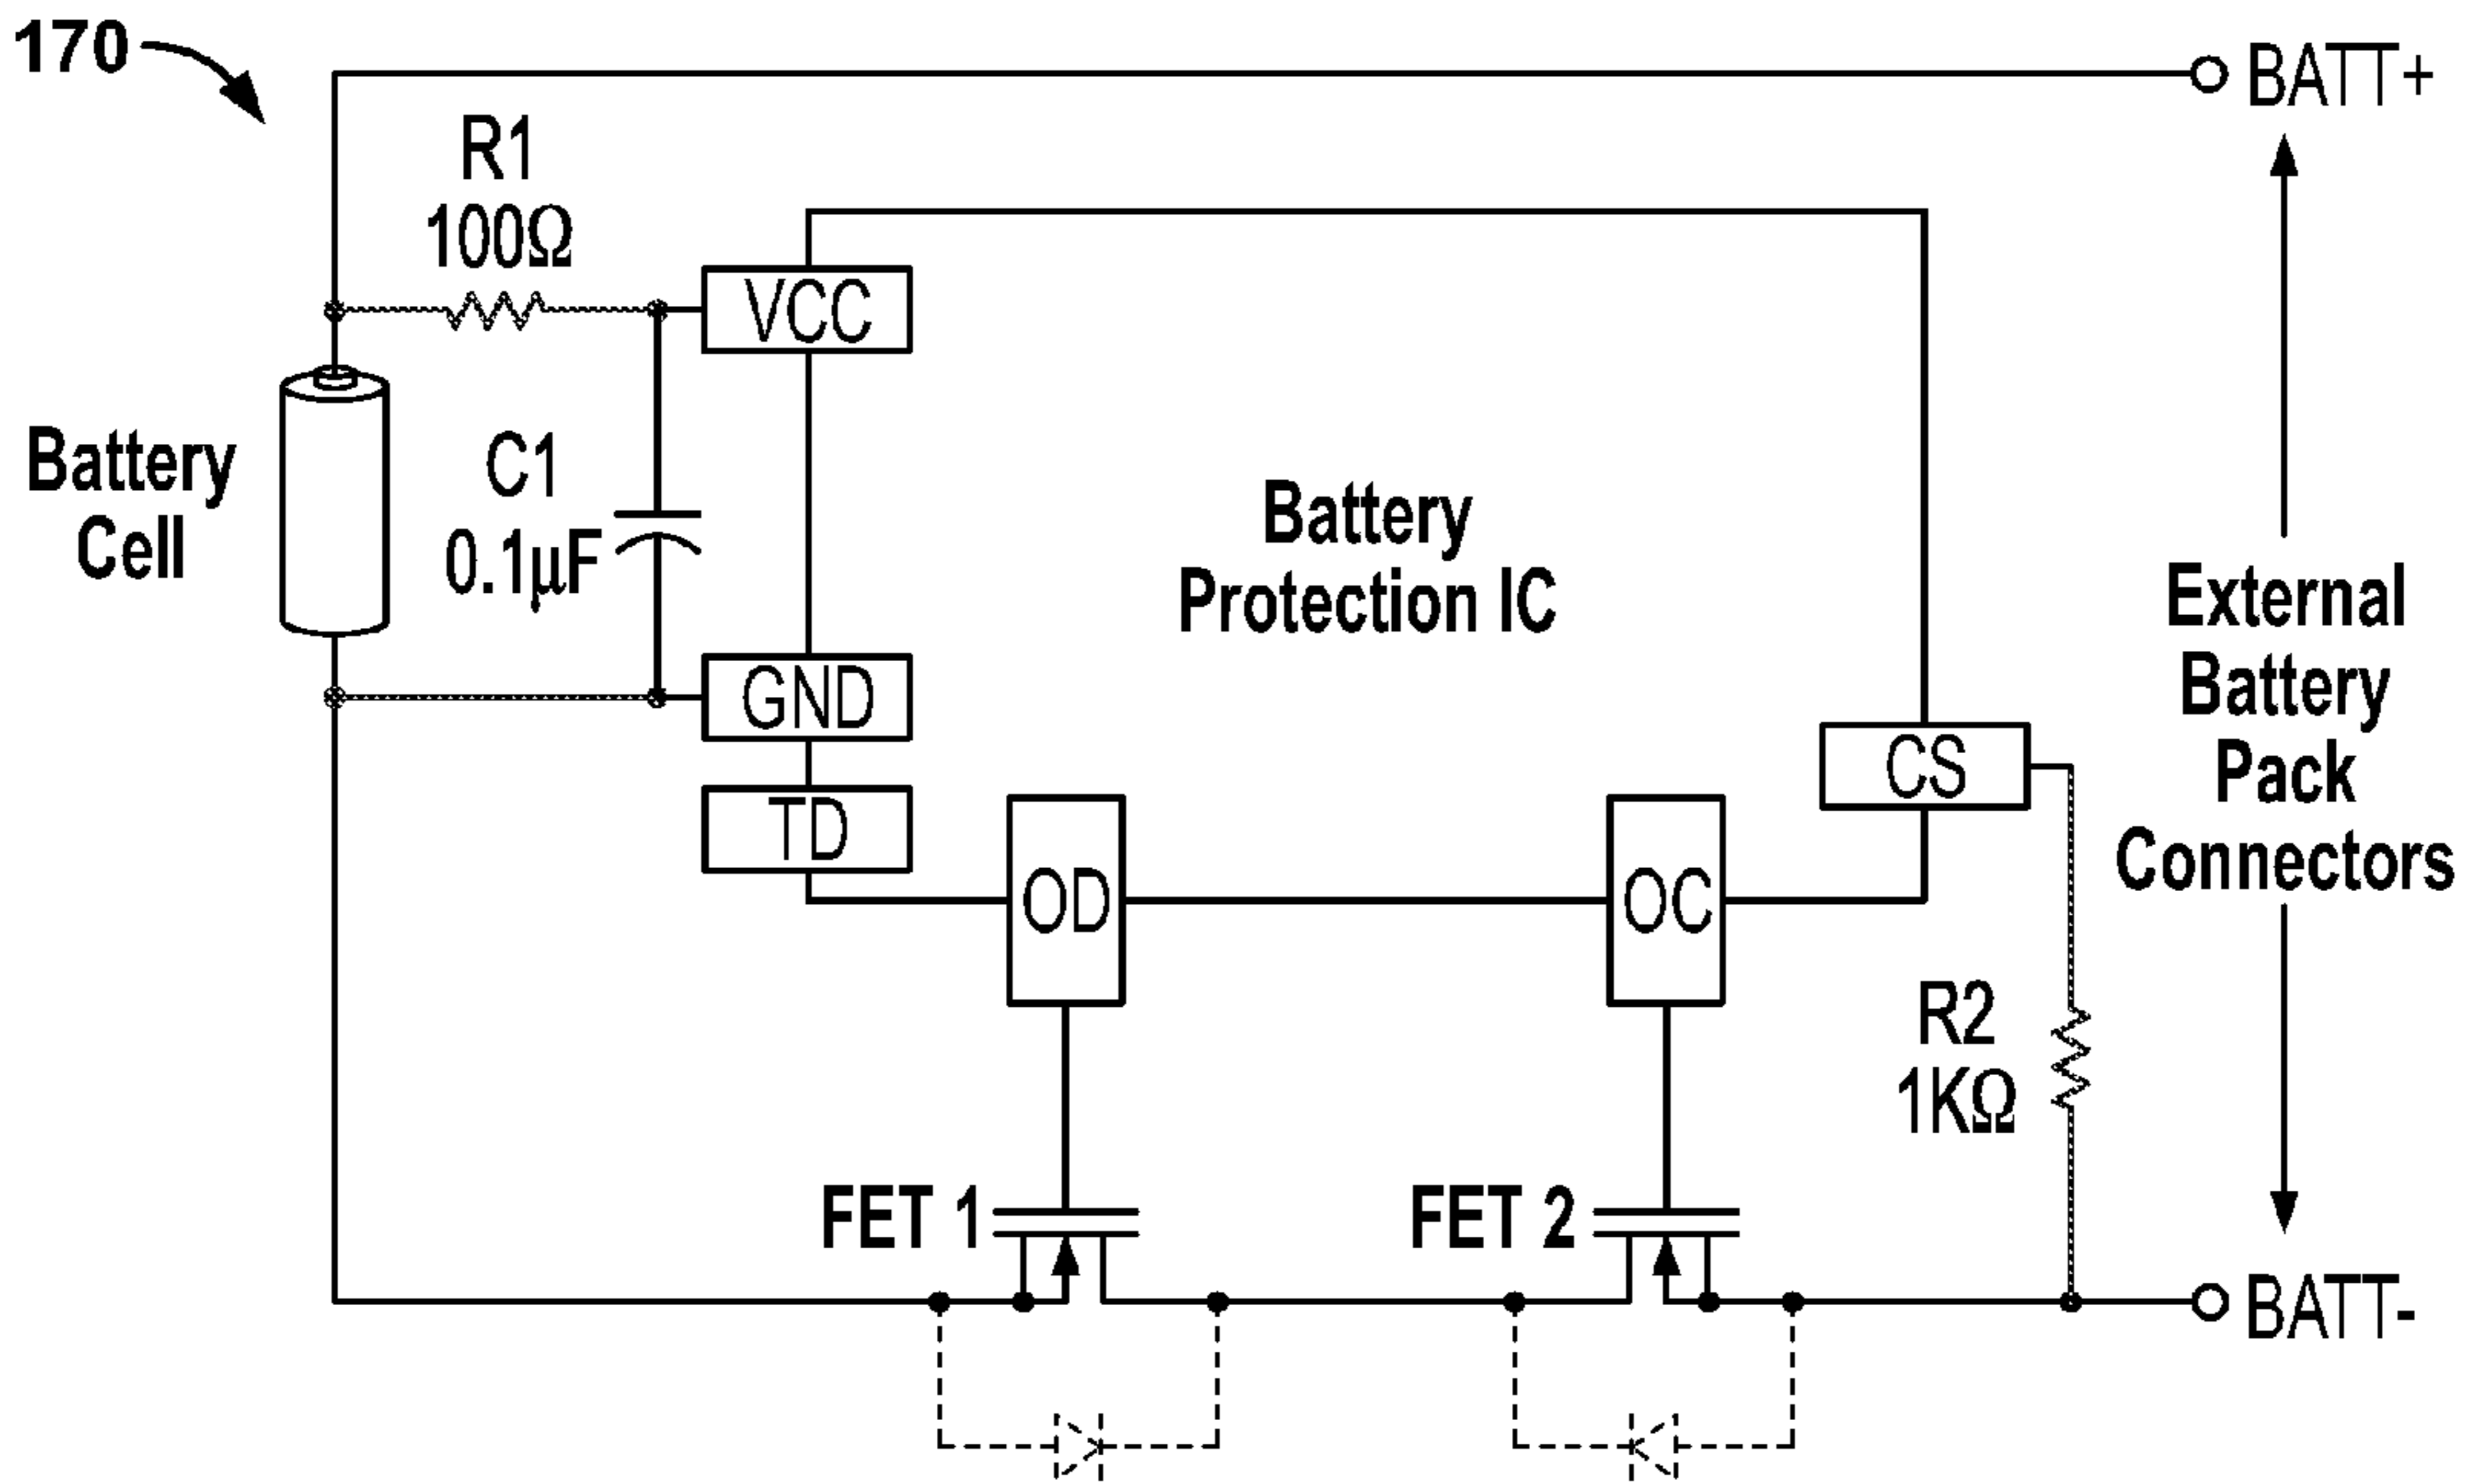 170
BATT+
R1
100Ω
VCC
Battery
Cell
C1
0.1µF
Battery
Protection IC
External
Battery
Pack
Connectors
GND
CS
TD
OD
OC
R2
1KΩ
FET 1
FET 2
BATT-